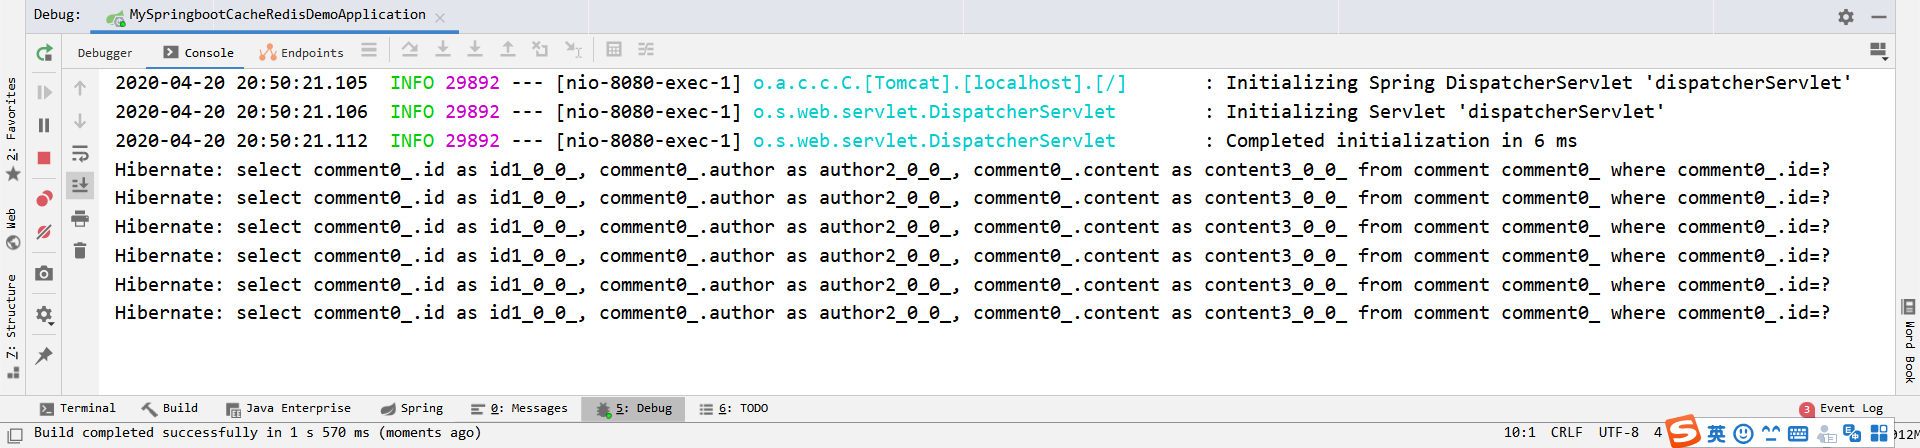 Debug: MySpringbootCacheRedisDemoApplication
Debugger Console Endpoints
2020-04-20 20:50:21.105 INFO 29892 --- [nio-8080-exec-1] o.a.c.c.C.[Tomcat].[localhost].[/] : Initializing Spring DispatcherServlet 'dispatcherServlet'
2020-04-20 20:50:21.106 INFO 29892 --- [nio-8080-exec-1] o.s.web.servlet.DispatcherServlet : Initializing Servlet 'dispatcherServlet'
2020-04-20 20:50:21.112 INFO 29892 --- [nio-8080-exec-1] o.s.web.servlet.DispatcherServlet : Completed initialization in 6 ms
Hibernate: select comment0_.id as id1_0_0_, comment0_.author as author2_0_0_, comment0_.content as content3_0_0_ from comment comment0_ where comment0_.id=?
Hibernate: select comment0_.id as id1_0_0_, comment0_.author as author2_0_0_, comment0_.content as content3_0_0_ from comment comment0_ where comment0_.id=?
Hibernate: select comment0_.id as id1_0_0_, comment0_.author as author2_0_0_, comment0_.content as content3_0_0_ from comment comment0_ where comment0_.id=?
Hibernate: select comment0_.id as id1_0_0_, comment0_.author as author2_0_0_, comment0_.content as content3_0_0_ from comment comment0_ where comment0_.id=?
Hibernate: select comment0_.id as id1_0_0_, comment0_.author as author2_0_0_, comment0_.content as content3_0_0_ from comment comment0_ where comment0_.id=?
Hibernate: select comment0_.id as id1_0_0_, comment0_.author as author2_0_0_, comment0_.content as content3_0_0_ from comment comment0_ where comment0_.id=?
2: Favorites
Web
7: Structure
Word Book
Terminal Build Java Enterprise Spring 0: Messages 5: Debug 6: TODO 3 Event Log
Build completed successfully in 1 s 570 ms (moments ago) 10:1 CRLF UTF-8 4 英